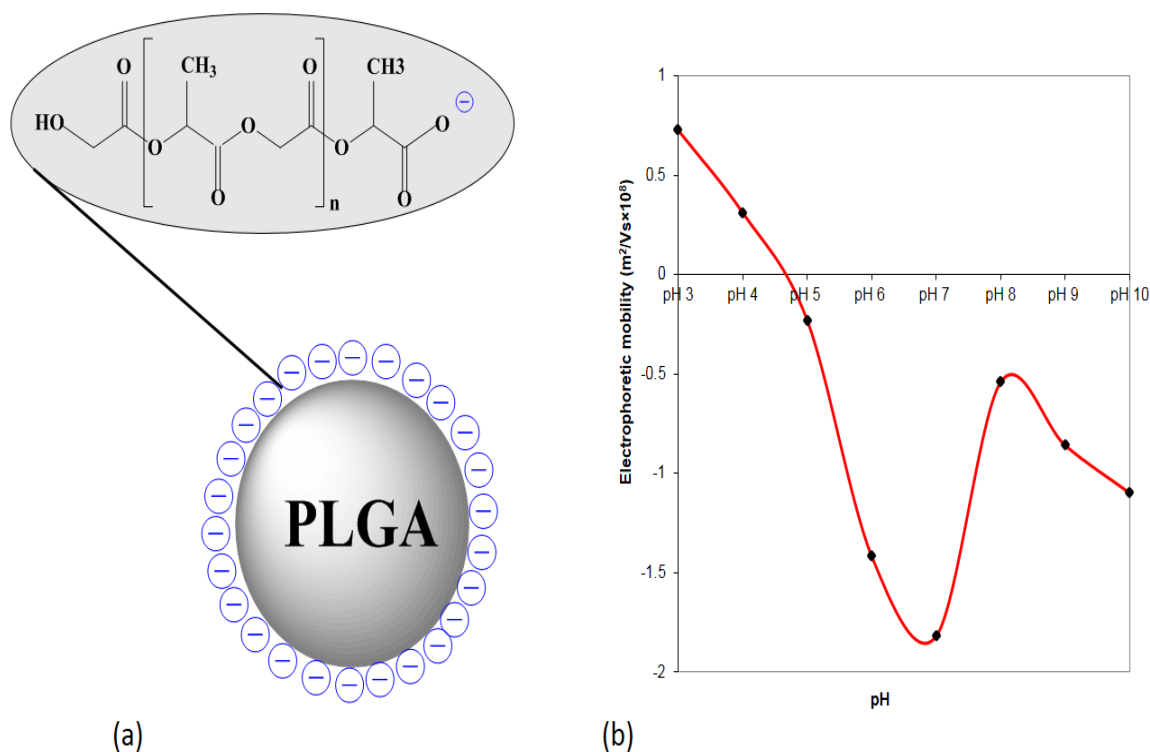 O
CH₃
O
CH3
HO
O
O
O
O
O
O
n
⊖
PLGA
(a)
Electrophoretic mobility (m²/Vs×10⁸)
1
0.5
0
-0.5
-1
-1.5
-2
pH 3 pH 4 pH 5 pH 6 pH 7 pH 8 pH 9 pH 10
pH
(b)